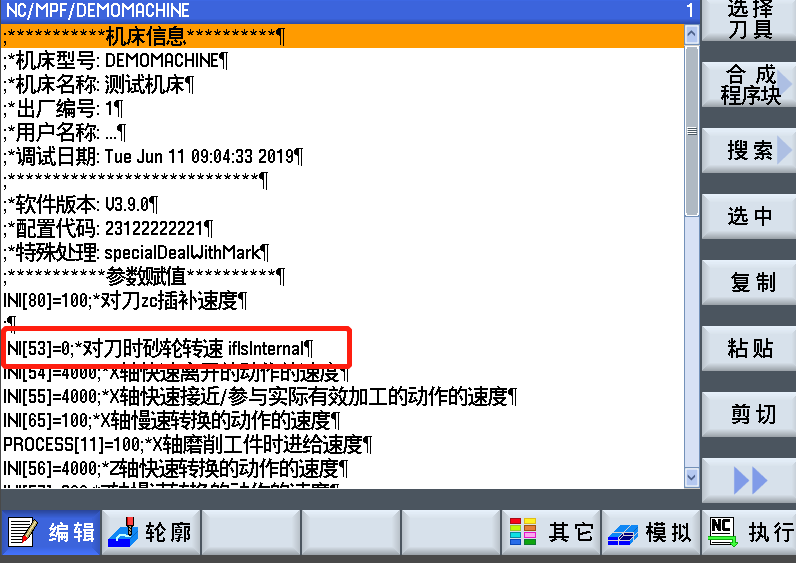 NC/MPF/DEMOMACHINE 1
;***********机床信息**********¶
;*机床型号: DEMOMACHINE¶
;*机床名称: 测试机床¶
;*出厂编号: 1¶
;*用户名称: ...¶
;*调试日期: Tue Jun 11 09:04:33 2019¶
;****************************¶
;*软件版本: V3.9.0¶
;*配置代码: 23122222221¶
;*特殊处理: specialDealWithMark¶
;***********参数赋值**********¶
INI[80]=100;*对刀zc插补速度¶
;¶
INI[53]=0;*对刀时砂轮转速 ifIsInternal¶
INI[54]=4000;*X轴快速离开的动作的速度¶
INI[55]=4000;*X轴快速接近/参与实际有效加工的动作的速度¶
INI[65]=100;*X轴慢速转换的动作的速度¶
PROCESS[11]=100;*X轴磨削工件时进给速度¶
INI[56]=4000;*Z轴快速转换的动作的速度¶
选择
刀具
合成
程序块
搜索
选中
复制
粘贴
剪切
编辑
轮廓
其它
模拟
NC
执行